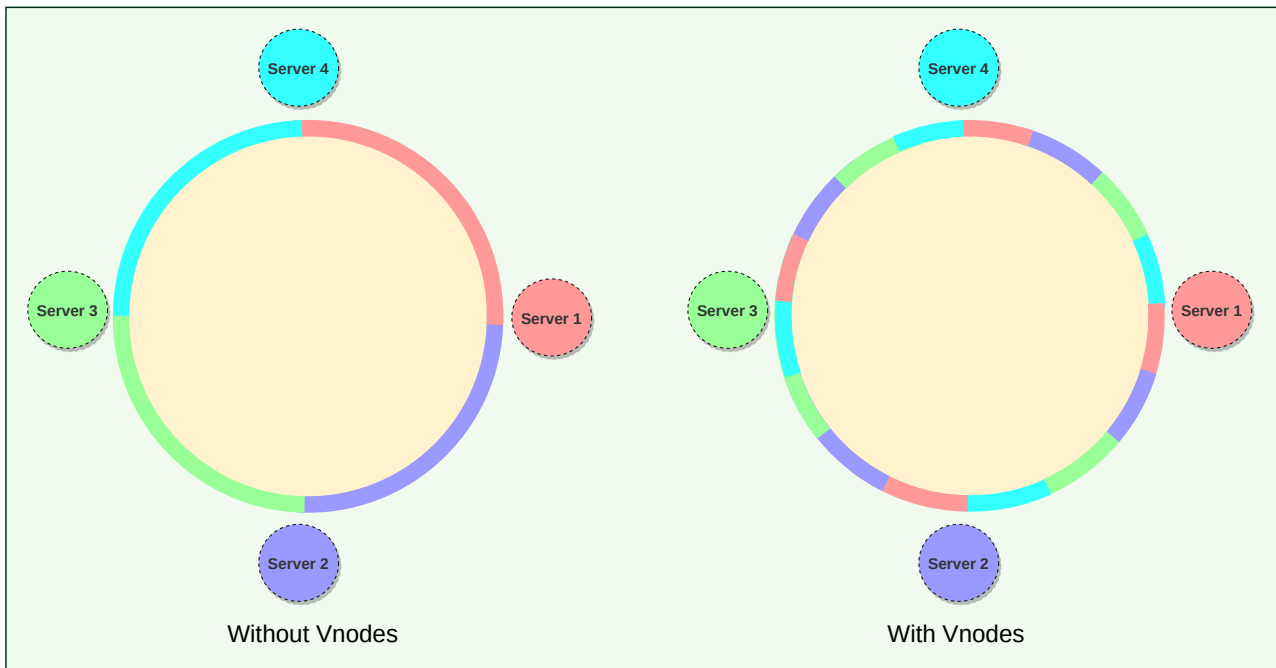 Server 4
Server 4
Server 3
Server 1
Server 3
Server 1
Server 2
Server 2
Without Vnodes
With Vnodes